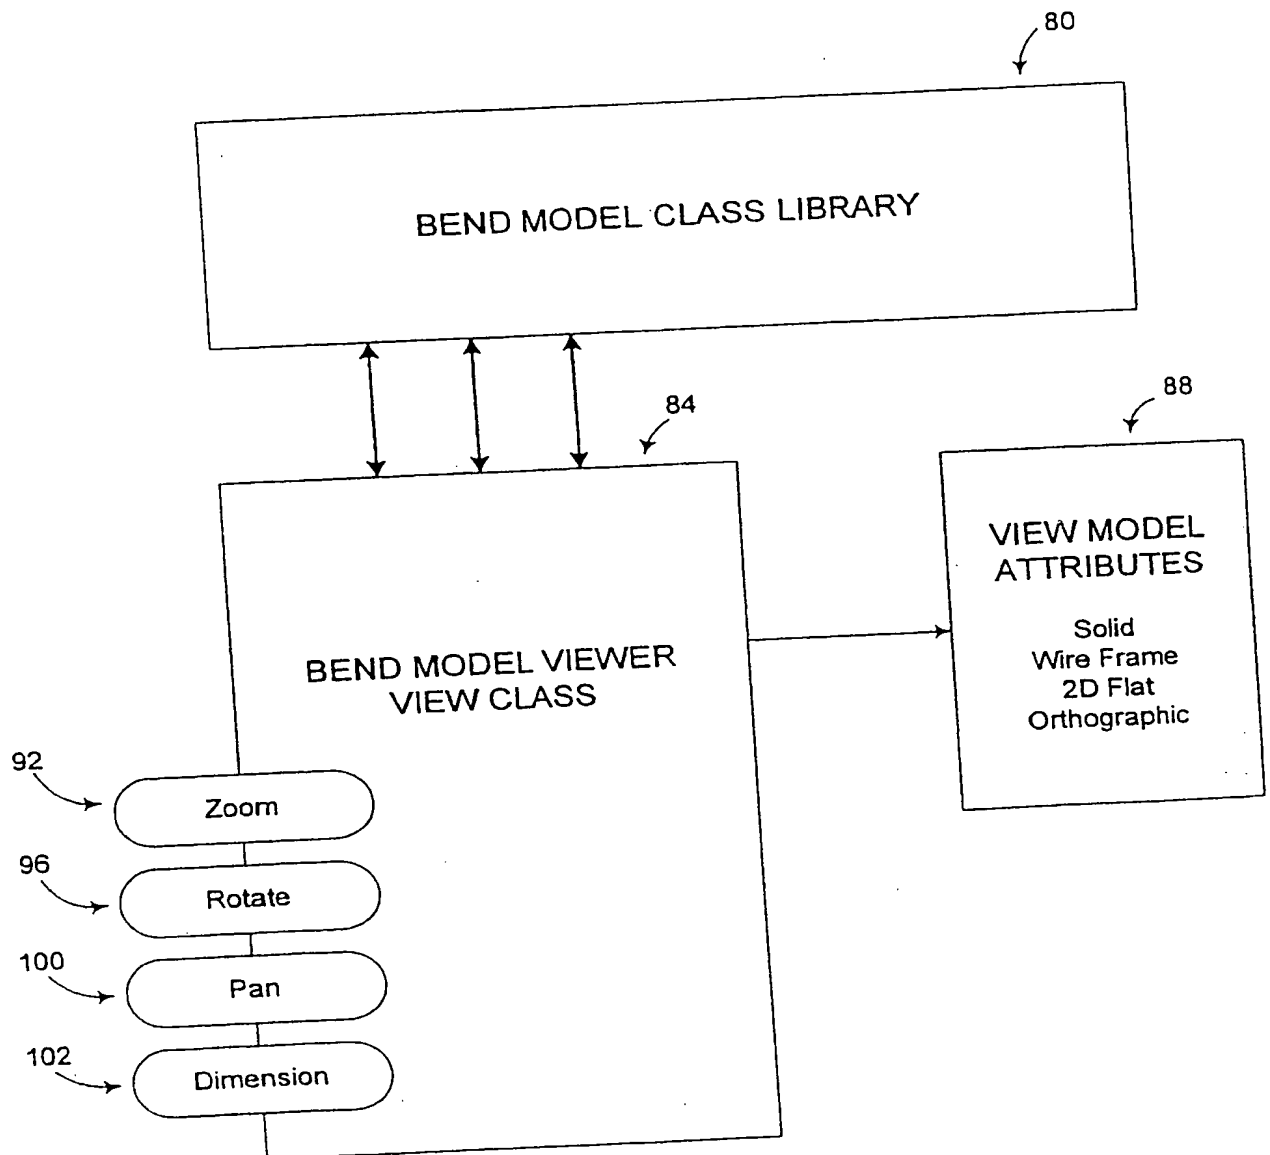 80
BEND MODEL CLASS LIBRARY
84
88
VIEW MODEL
ATTRIBUTES
Solid
Wire Frame
2D Flat
Orthographic
BEND MODEL VIEWER
VIEW CLASS
92
Zoom
96
Rotate
100
Pan
102
Dimension